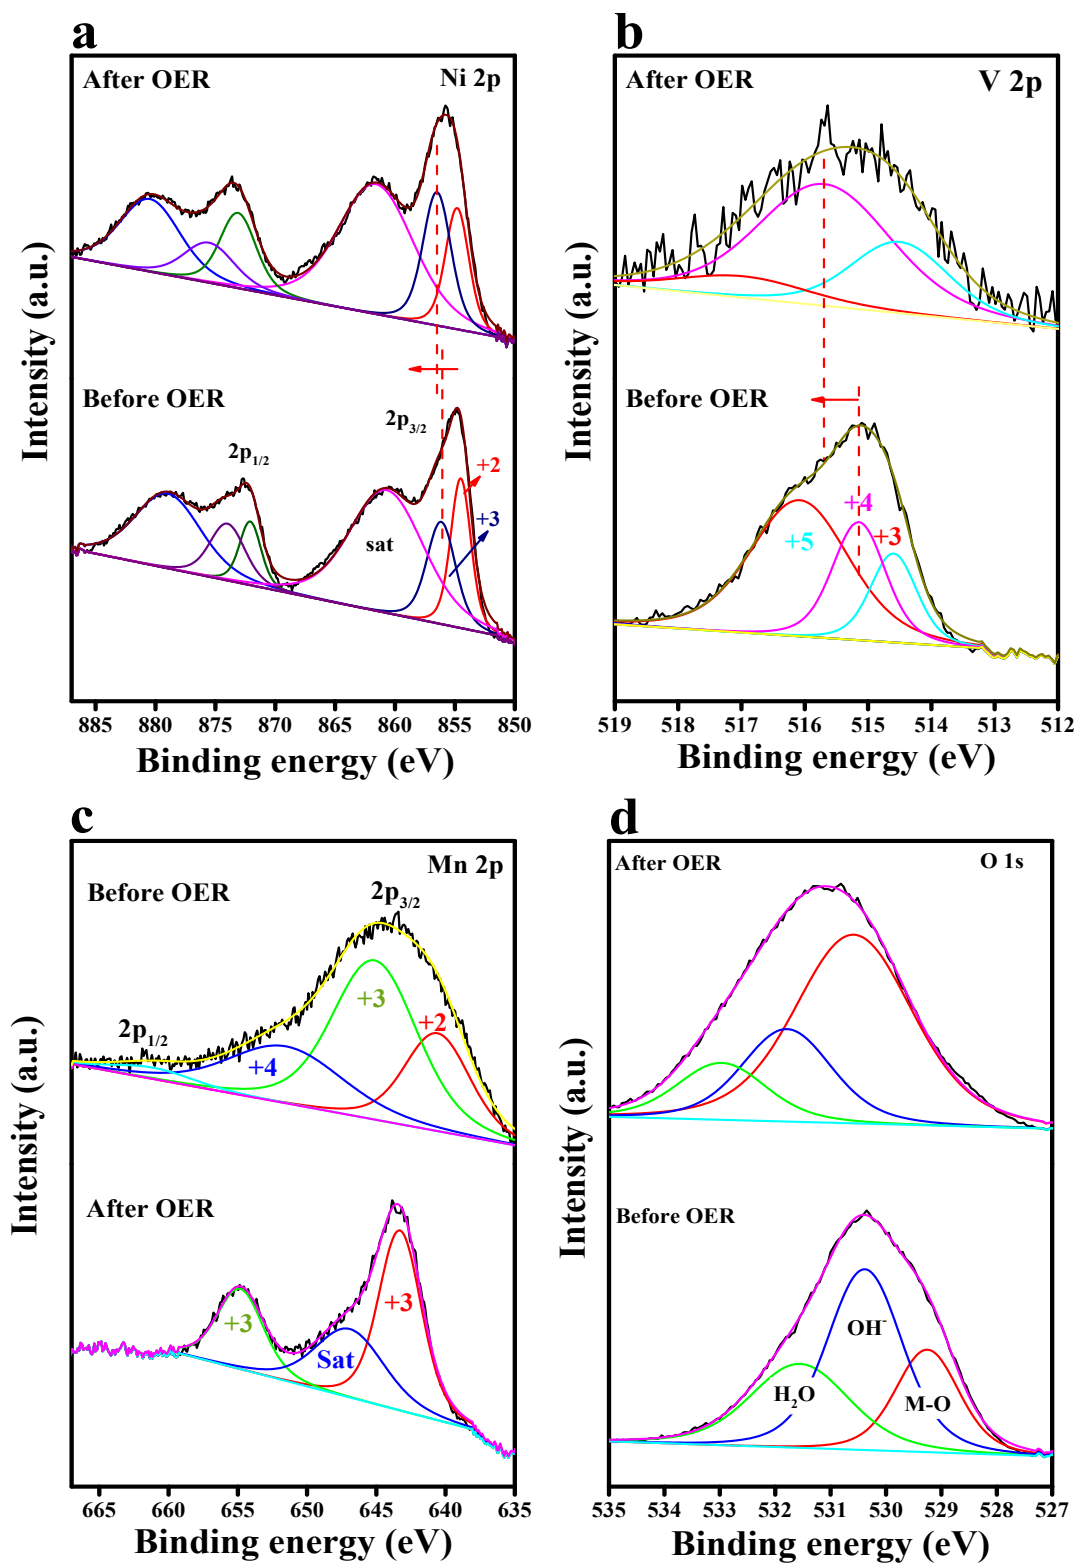 a
After OER
Ni 2p
Before OER
2p3/2
2p1/2
+2
+3
sat
Intensity (a.u.)
885 880 875 870 865 860 855 850
Binding energy (eV)
b
After OER
V 2p
Before OER
+4
+5
+3
Intensity (a.u.)
519 518 517 516 515 514 513 512
Binding energy (eV)
c
Mn 2p
Before OER
2p3/2
+3
+2
2p1/2
+4
After OER
+3
+3
Sat
Intensity (a.u.)
665 660 655 650 645 640 635
Binding energy (eV)
d
After OER
O 1s
Before OER
OH-
H2O
M-O
Intensity (a.u.)
535 534 533 532 531 530 529 528 527
Binding energy (eV)